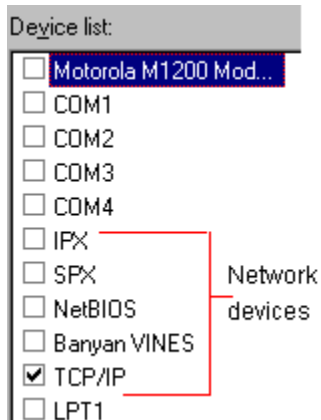 Device list:
Motorola M1200 Mod...
COM1
COM2
COM3
COM4
IPX
SPX
NetBIOS
Banyan VINES
TCP/IP
LPT1
Network
devices